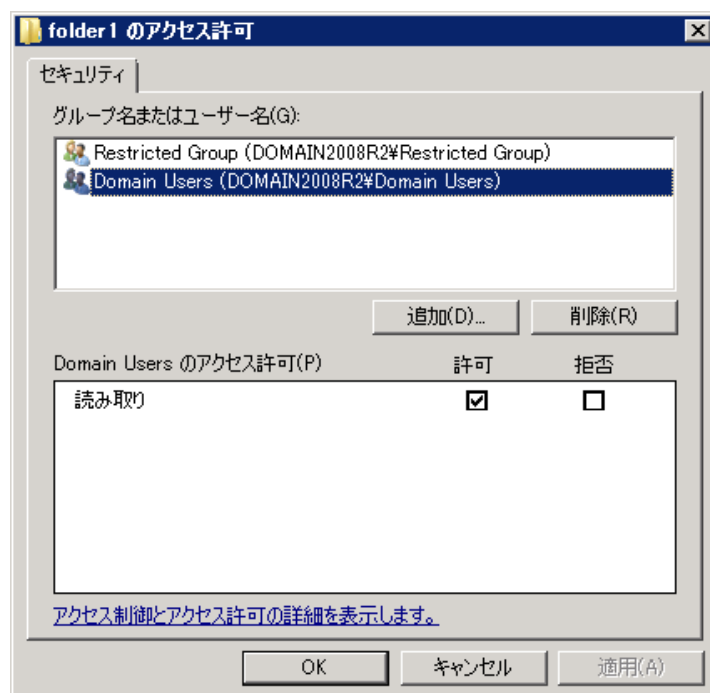 folder1 のアクセス許可
セキュリティ
グループ名またはユーザー名(G):
Restricted Group (DOMAIN2008R2¥Restricted Group)
Domain Users (DOMAIN2008R2¥Domain Users)
追加(D)... 削除(R)
Domain Users のアクセス許可(P) 許可 拒否
読み取り
アクセス制御とアクセス許可の詳細を表示します。
OK キャンセル 適用(A)